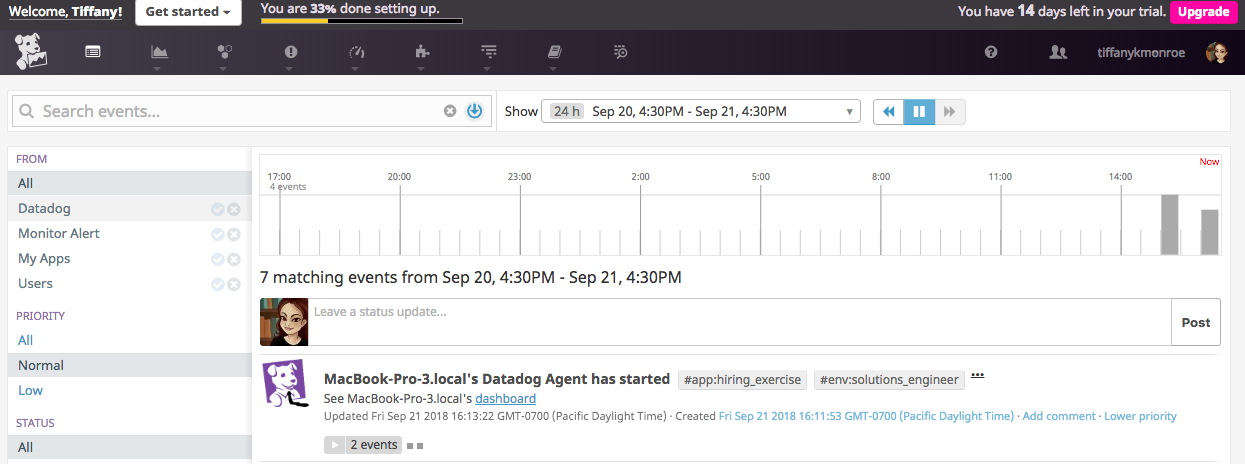 Welcome, Tiffany!
Get started
You are 33% done setting up.
You have 14 days left in your trial. Upgrade
tiffanykmonroe
Search events...
Show 24 h Sep 20, 4:30PM - Sep 21, 4:30PM
FROM
All
Datadog
Monitor Alert
My Apps
Users
PRIORITY
All
Normal
Low
STATUS
All
Now
17:00 20:00 23:00 2:00 5:00 8:00 11:00 14:00
4 events
7 matching events from Sep 20, 4:30PM - Sep 21, 4:30PM
Leave a status update...
Post
MacBook-Pro-3.local's Datadog Agent has started #app:hiring_exercise #env:solutions_engineer ...
See MacBook-Pro-3.local's dashboard
Updated Fri Sep 21 2018 16:13:22 GMT-0700 (Pacific Daylight Time) · Created Fri Sep 21 2018 16:11:53 GMT-0700 (Pacific Daylight Time) · Add comment · Lower priority
2 events